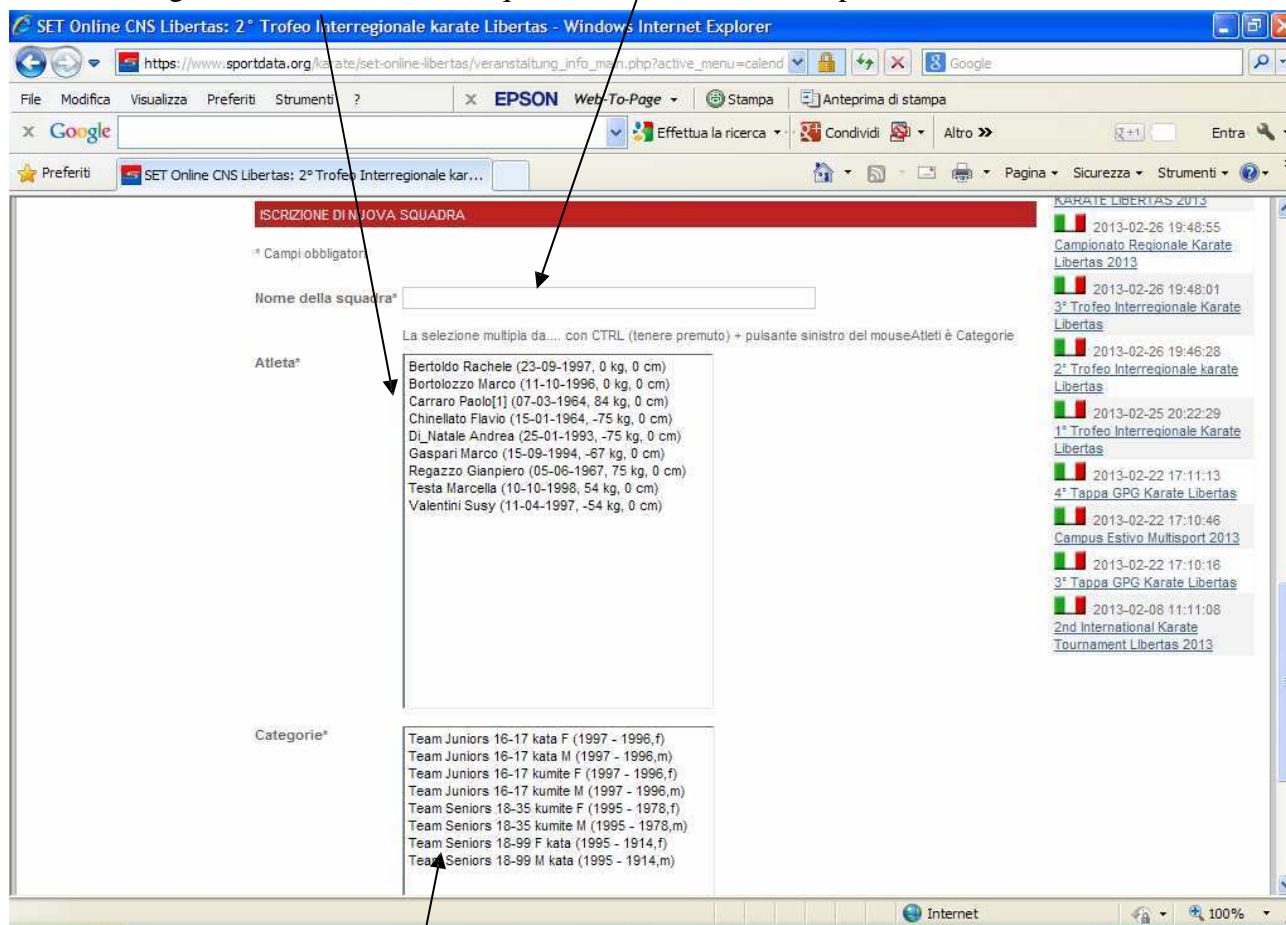 SET Online CNS Libertas: 2° Trofeo Interregionale karate Libertas - Windows Internet Explorer
https://www.sportdata.org/karate/set-online-libertas/veranstaltung_info_main.php?active_menu=calend
Google
File Modifica Visualizza Preferiti Strumenti ?
x EPSON Web-To-Page Stampa Anteprima di stampa
x Google Effettua la ricerca Condividi Altro » +1 Entra
Preferiti SET Online CNS Libertas: 2° Trofeo Interregionale kar...
Pagina Sicurezza Strumenti
ISCRIZIONE DI NUOVA SQUADRA
* Campi obbligatori
Nome della squadra*
La selezione multipla da.... con CTRL (tenere premuto) + pulsante sinistro del mouseAtleti è Categorie
Atleta*
Bertoldo Rachele (23-09-1997, 0 kg, 0 cm)
Bortolozzo Marco (11-10-1996, 0 kg, 0 cm)
Carraro Paolo[1] (07-03-1964, 84 kg, 0 cm)
Chinellato Flavio (15-01-1964, -75 kg, 0 cm)
Di_Natale Andrea (25-01-1993, -75 kg, 0 cm)
Gaspari Marco (15-09-1994, -67 kg, 0 cm)
Regazzo Gianpiero (05-06-1967, 75 kg, 0 cm)
Testa Marcella (10-10-1998, 54 kg, 0 cm)
Valentini Susy (11-04-1997, -54 kg, 0 cm)
Categorie*
Team Juniors 16-17 kata F (1997 - 1996,f)
Team Juniors 16-17 kata M (1997 - 1996,m)
Team Juniors 16-17 kumite F (1997 - 1996,f)
Team Juniors 16-17 kumite M (1997 - 1996,m)
Team Seniors 18-35 kumite F (1995 - 1978,f)
Team Seniors 18-35 kumite M (1995 - 1978,m)
Team Seniors 18-99 F kata (1995 - 1914,f)
Team Seniors 18-99 M kata (1995 - 1914,m)
KARATE LIBERTAS 2013
2013-02-26 19:48:55
Campionato Regionale Karate
Libertas 2013
2013-02-26 19:48:01
3° Trofeo Interregionale Karate
Libertas
2013-02-26 19:46:28
2° Trofeo Interregionale karate
Libertas
2013-02-25 20:22:29
1° Trofeo Interregionale Karate
Libertas
2013-02-22 17:11:13
4° Tappa GPG Karate Libertas
2013-02-22 17:10:46
Campus Estivo Multisport 2013
2013-02-22 17:10:16
3° Tappa GPG Karate Libertas
2013-02-08 11:11:08
2nd International Karate
Tournament LIbertas 2013
Internet
100%